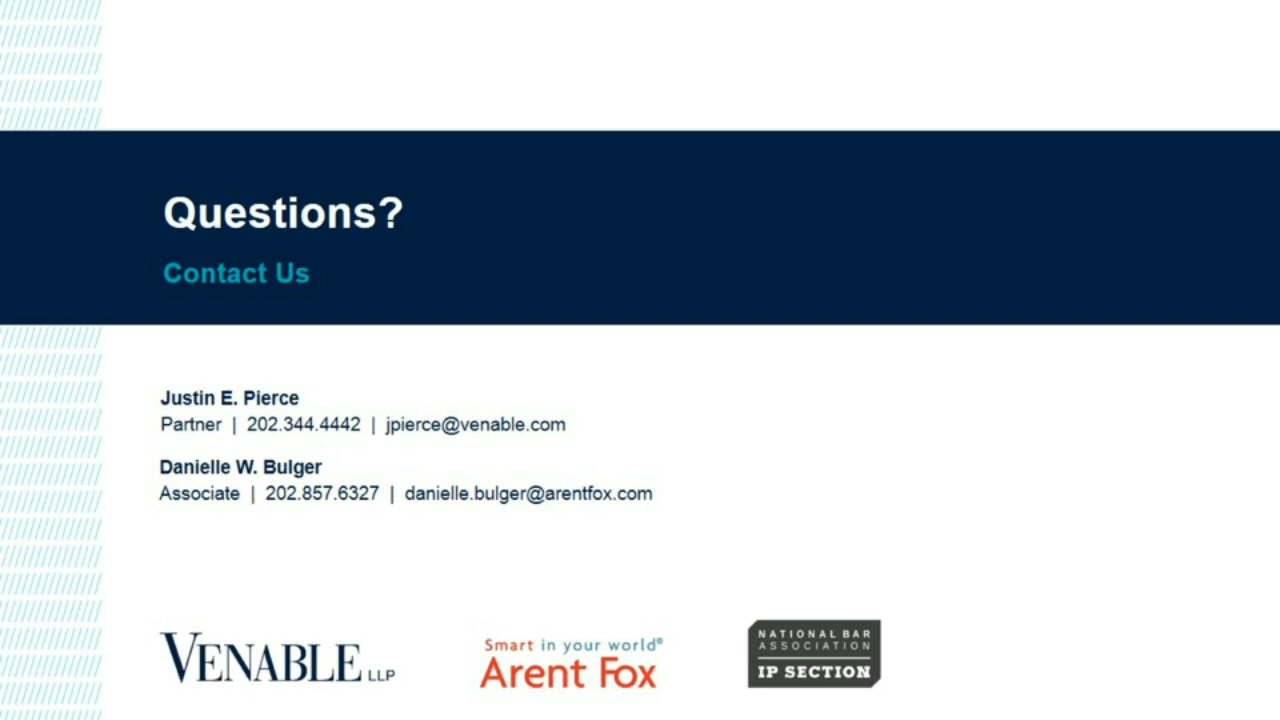 Questions?
Contact Us
Justin E. Pierce
Partner | 202.344.4442 | jpierce@venable.com
Danielle W. Bulger
Associate | 202.857.6327 | danielle.bulger@arentfox.com
VENABLE LLP
Smart in your world®
Arent Fox
NATIONAL BAR
ASSOCIATION
IP SECTION